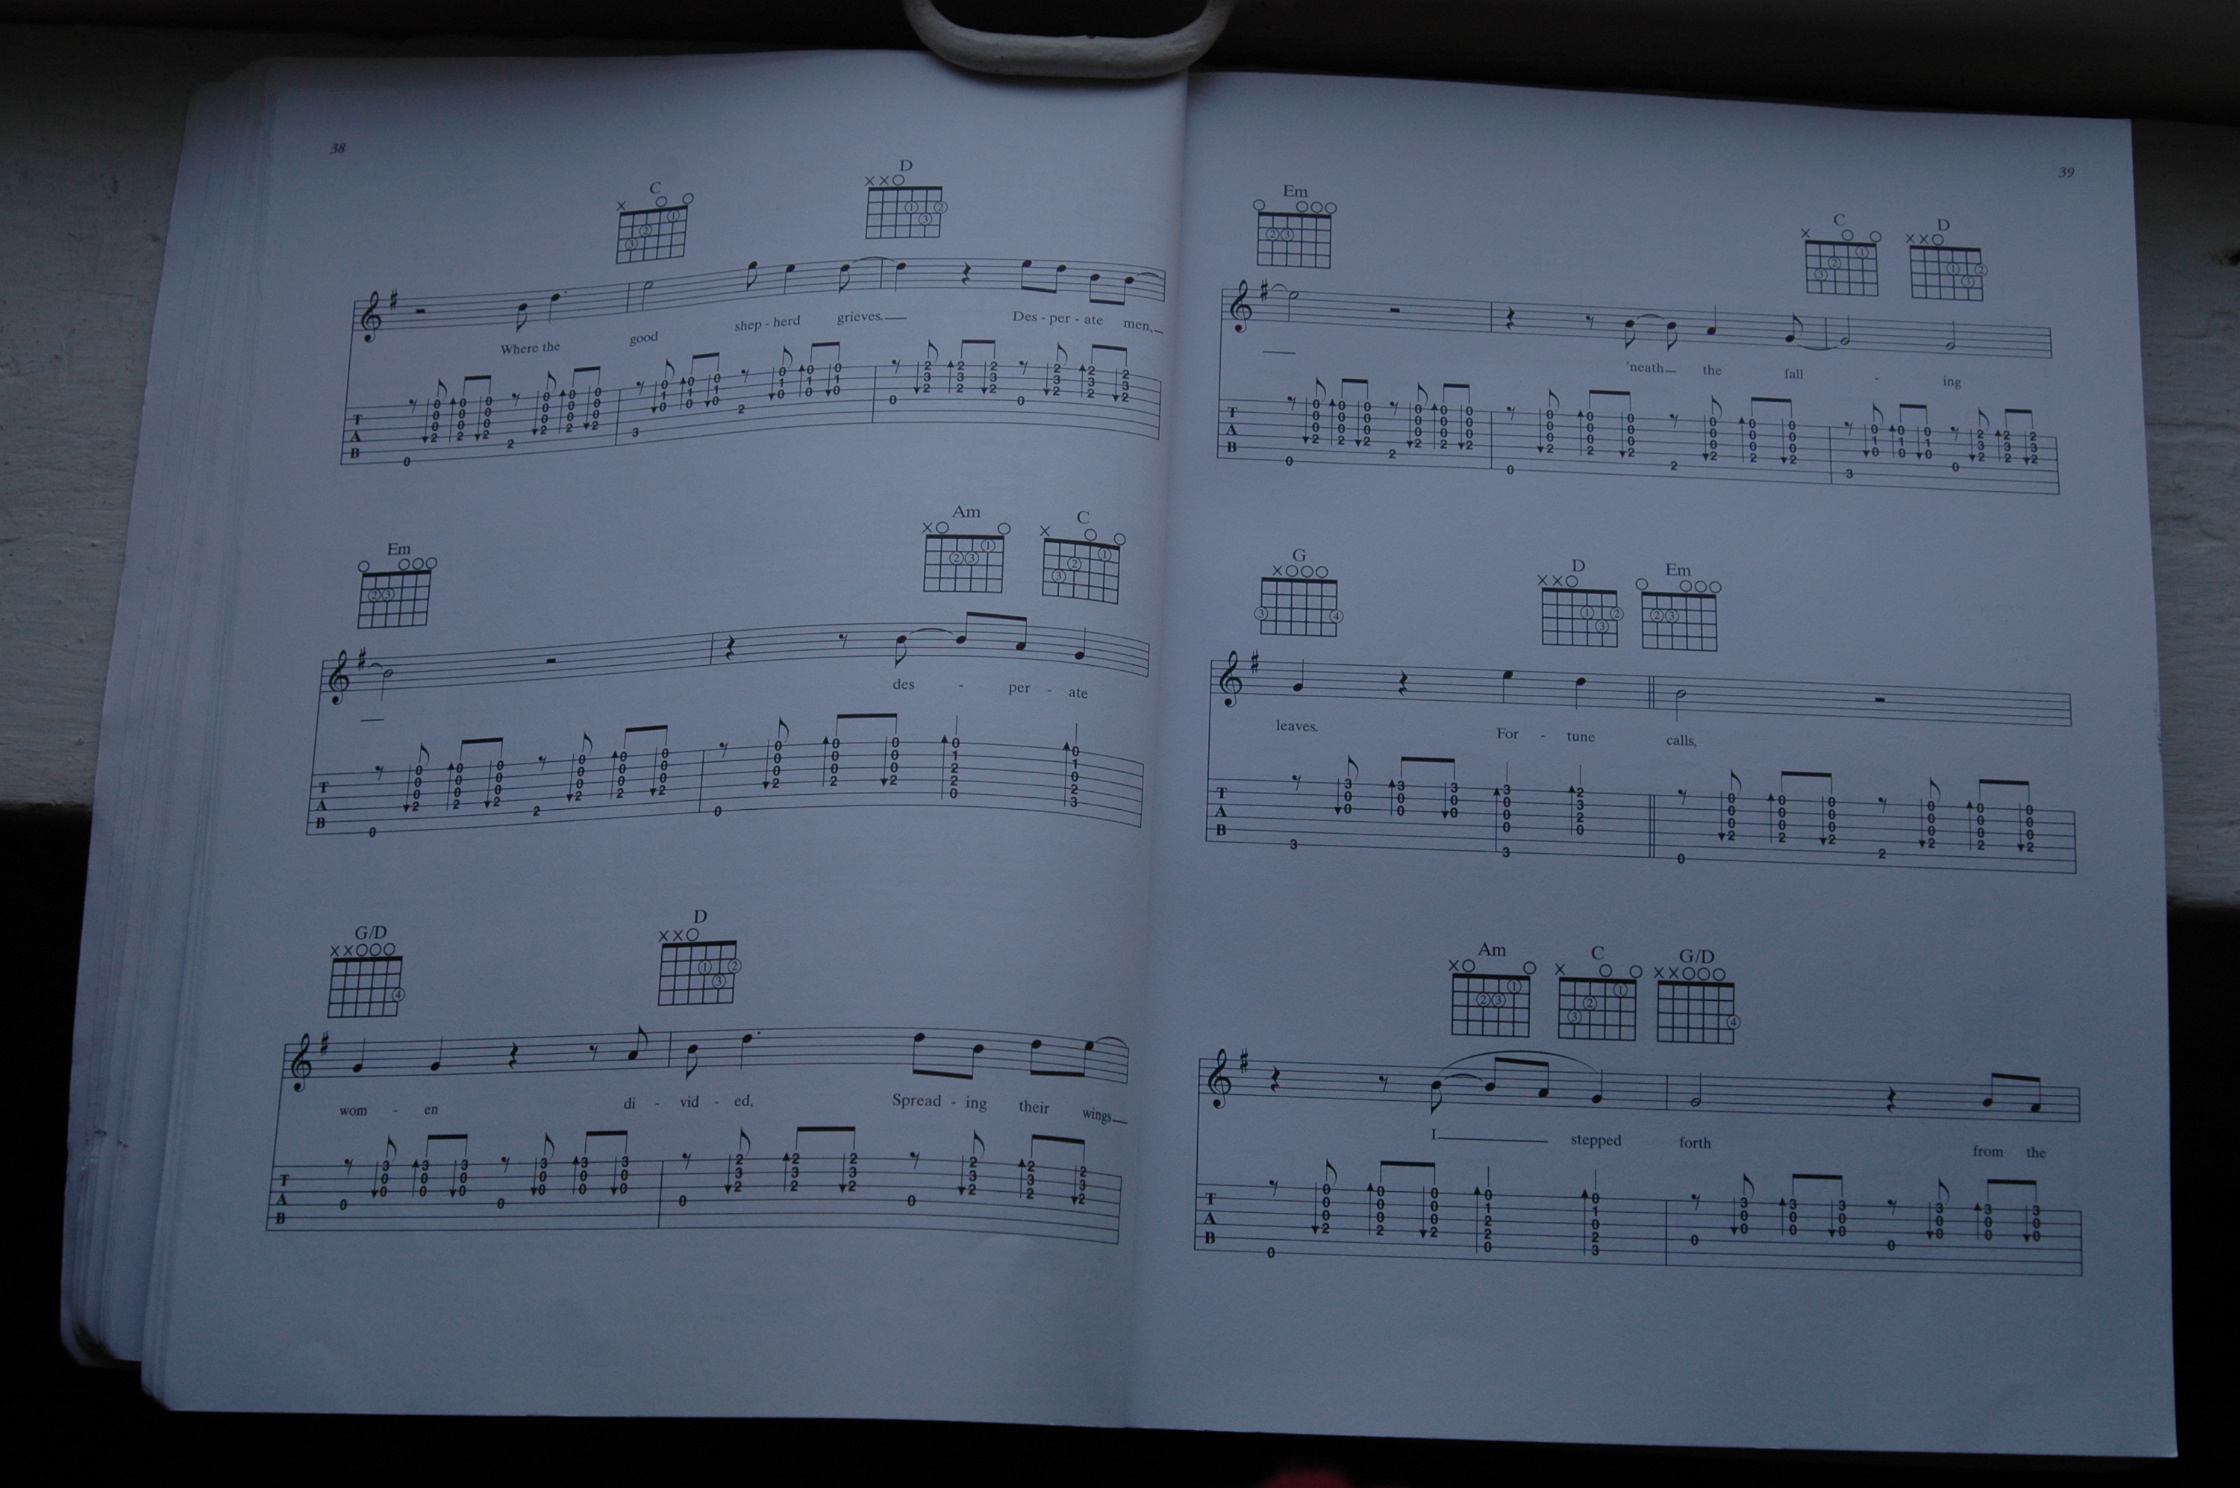 38
C D
Where the good shep - herd grieves. Des - per - ate men,
T
A
B
Em Am C
des - per - ate
T
A
B
G/D D
wom - en di - vid - ed, Spread - ing their wings
T
A
B
39
Em C D
'neath the fall - ing
T
A
B
G D Em
leaves. For - tune calls,
T
A
B
Am C G/D
I stepped forth from the
T
A
B